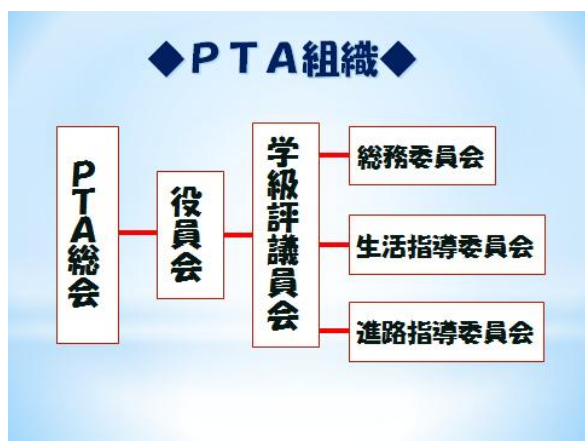 ◆ＰＴＡ組織◆
ＰＴＡ総会
役員会
学級評議員会
総務委員会
生活指導委員会
進路指導委員会